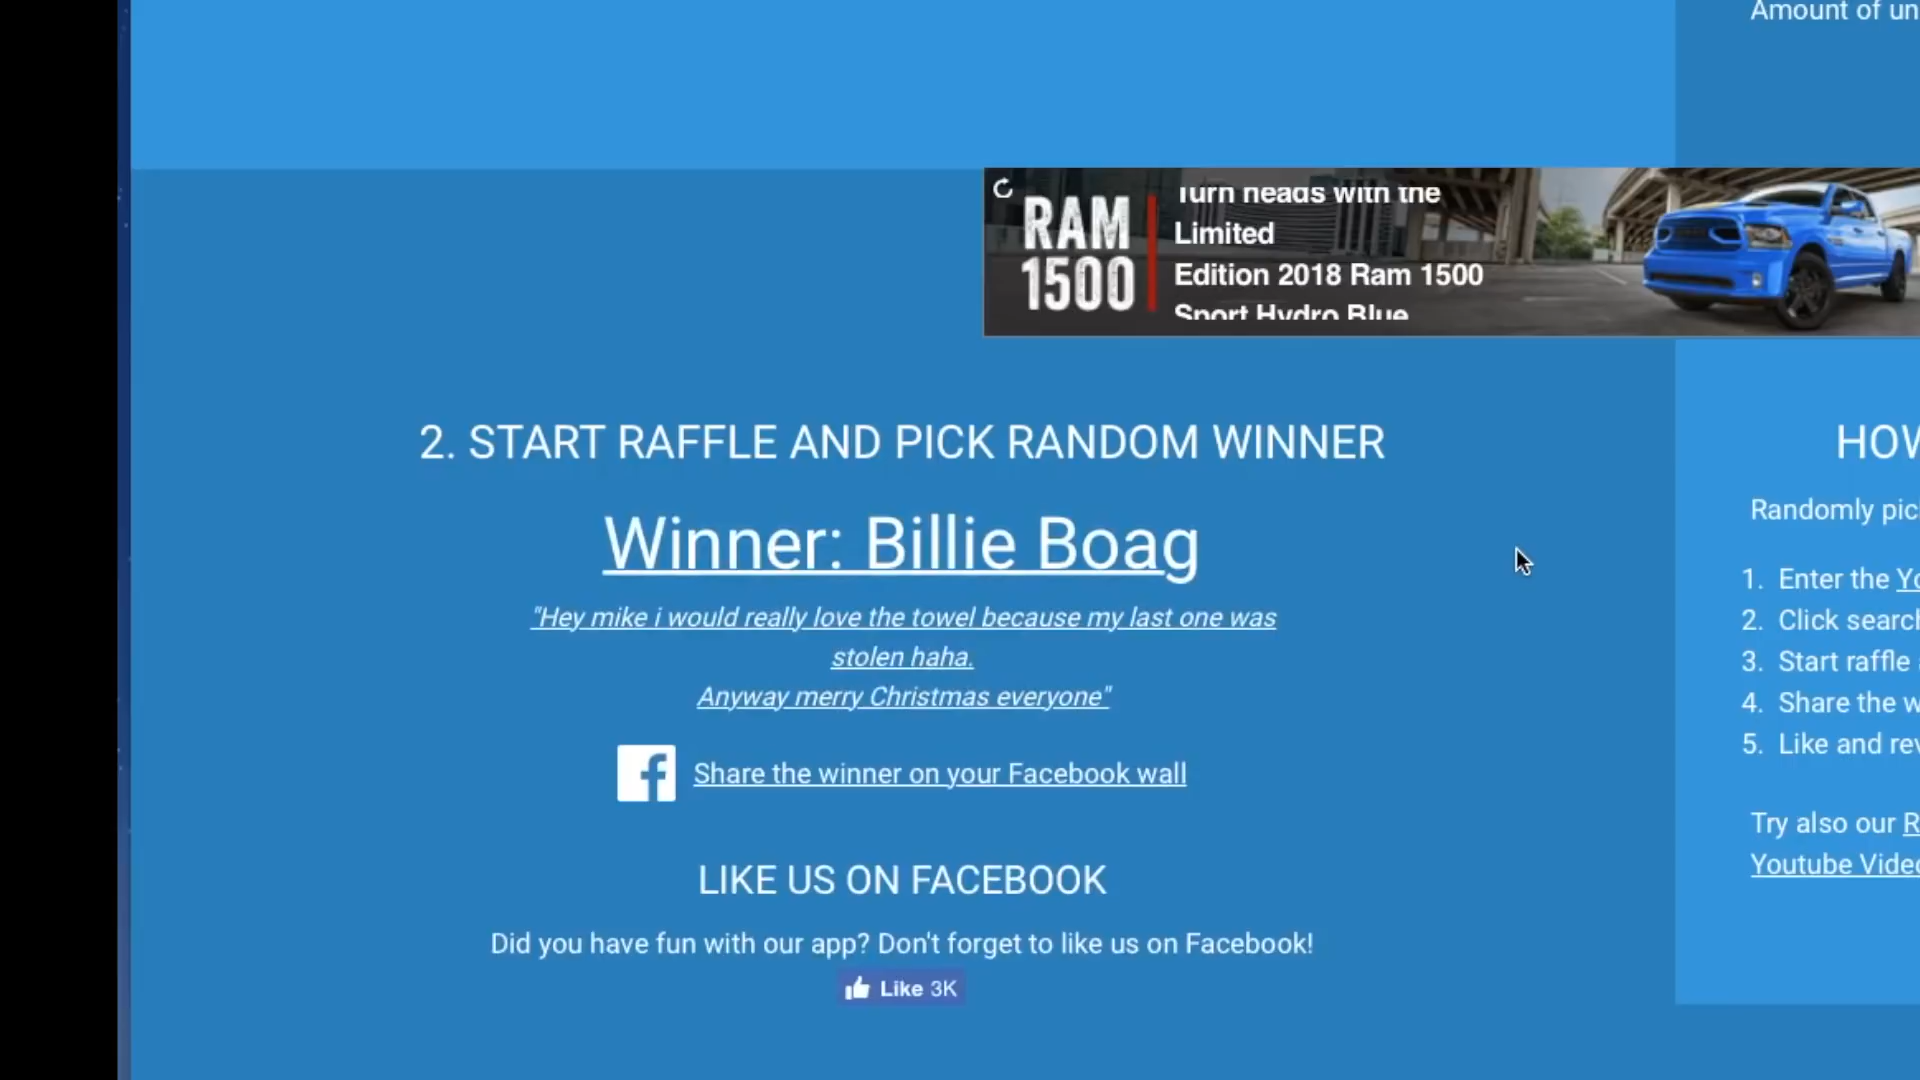 Amount of un
RAM
1500
Turn heads with the
Limited
Edition 2018 Ram 1500
Sport Hydro Blue
2. START RAFFLE AND PICK RANDOM WINNER
Winner: Billie Boag
"Hey mike i would really love the towel because my last one was
stolen haha.
Anyway merry Christmas everyone"
Share the winner on your Facebook wall
LIKE US ON FACEBOOK
Did you have fun with our app? Don't forget to like us on Facebook!
Like 3K
HOW
Randomly pic
1. Enter the Yo
2. Click search
3. Start raffle
4. Share the w
5. Like and rev
Try also our R
Youtube Video